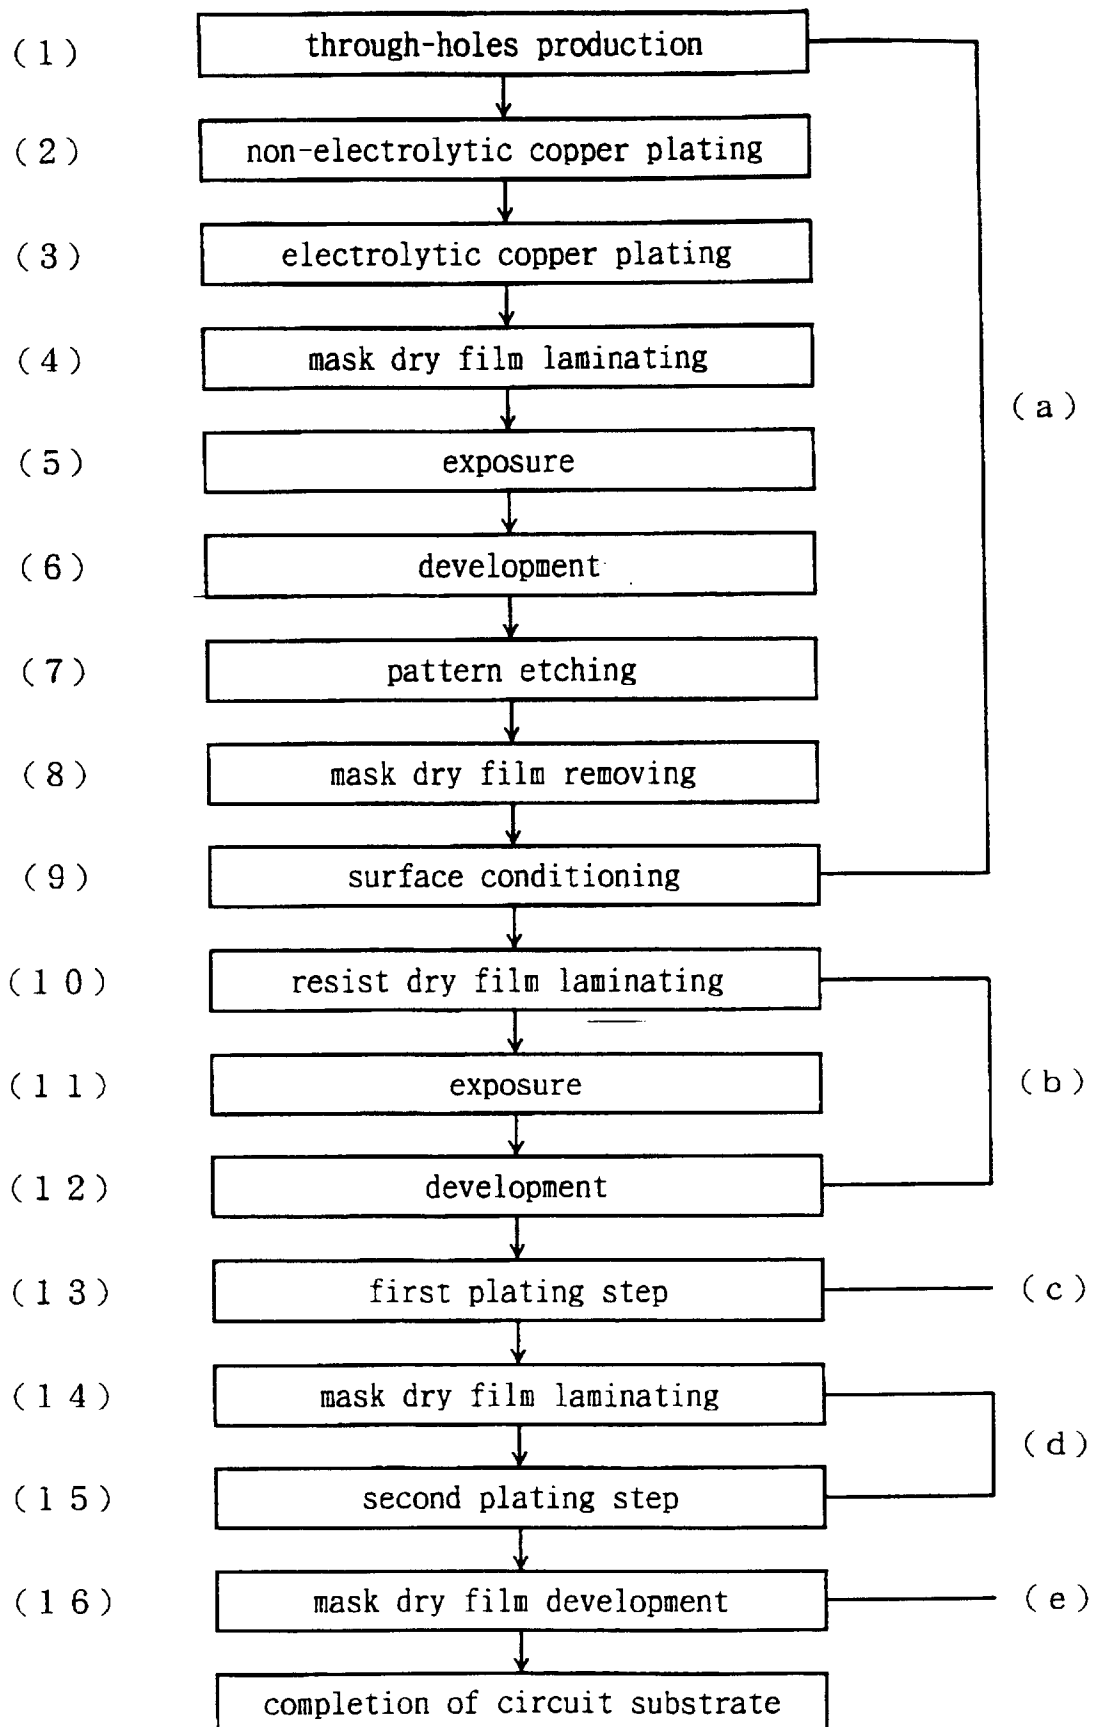 (1) through-holes production
(2) non-electrolytic copper plating
(3) electrolytic copper plating
(4) mask dry film laminating
(a)
(5) exposure
(6) development
(7) pattern etching
(8) mask dry film removing
(9) surface conditioning
(10) resist dry film laminating
(11) exposure (b)
(12) development
(13) first plating step (c)
(14) mask dry film laminating
(d)
(15) second plating step
(16) mask dry film development (e)
completion of circuit substrate